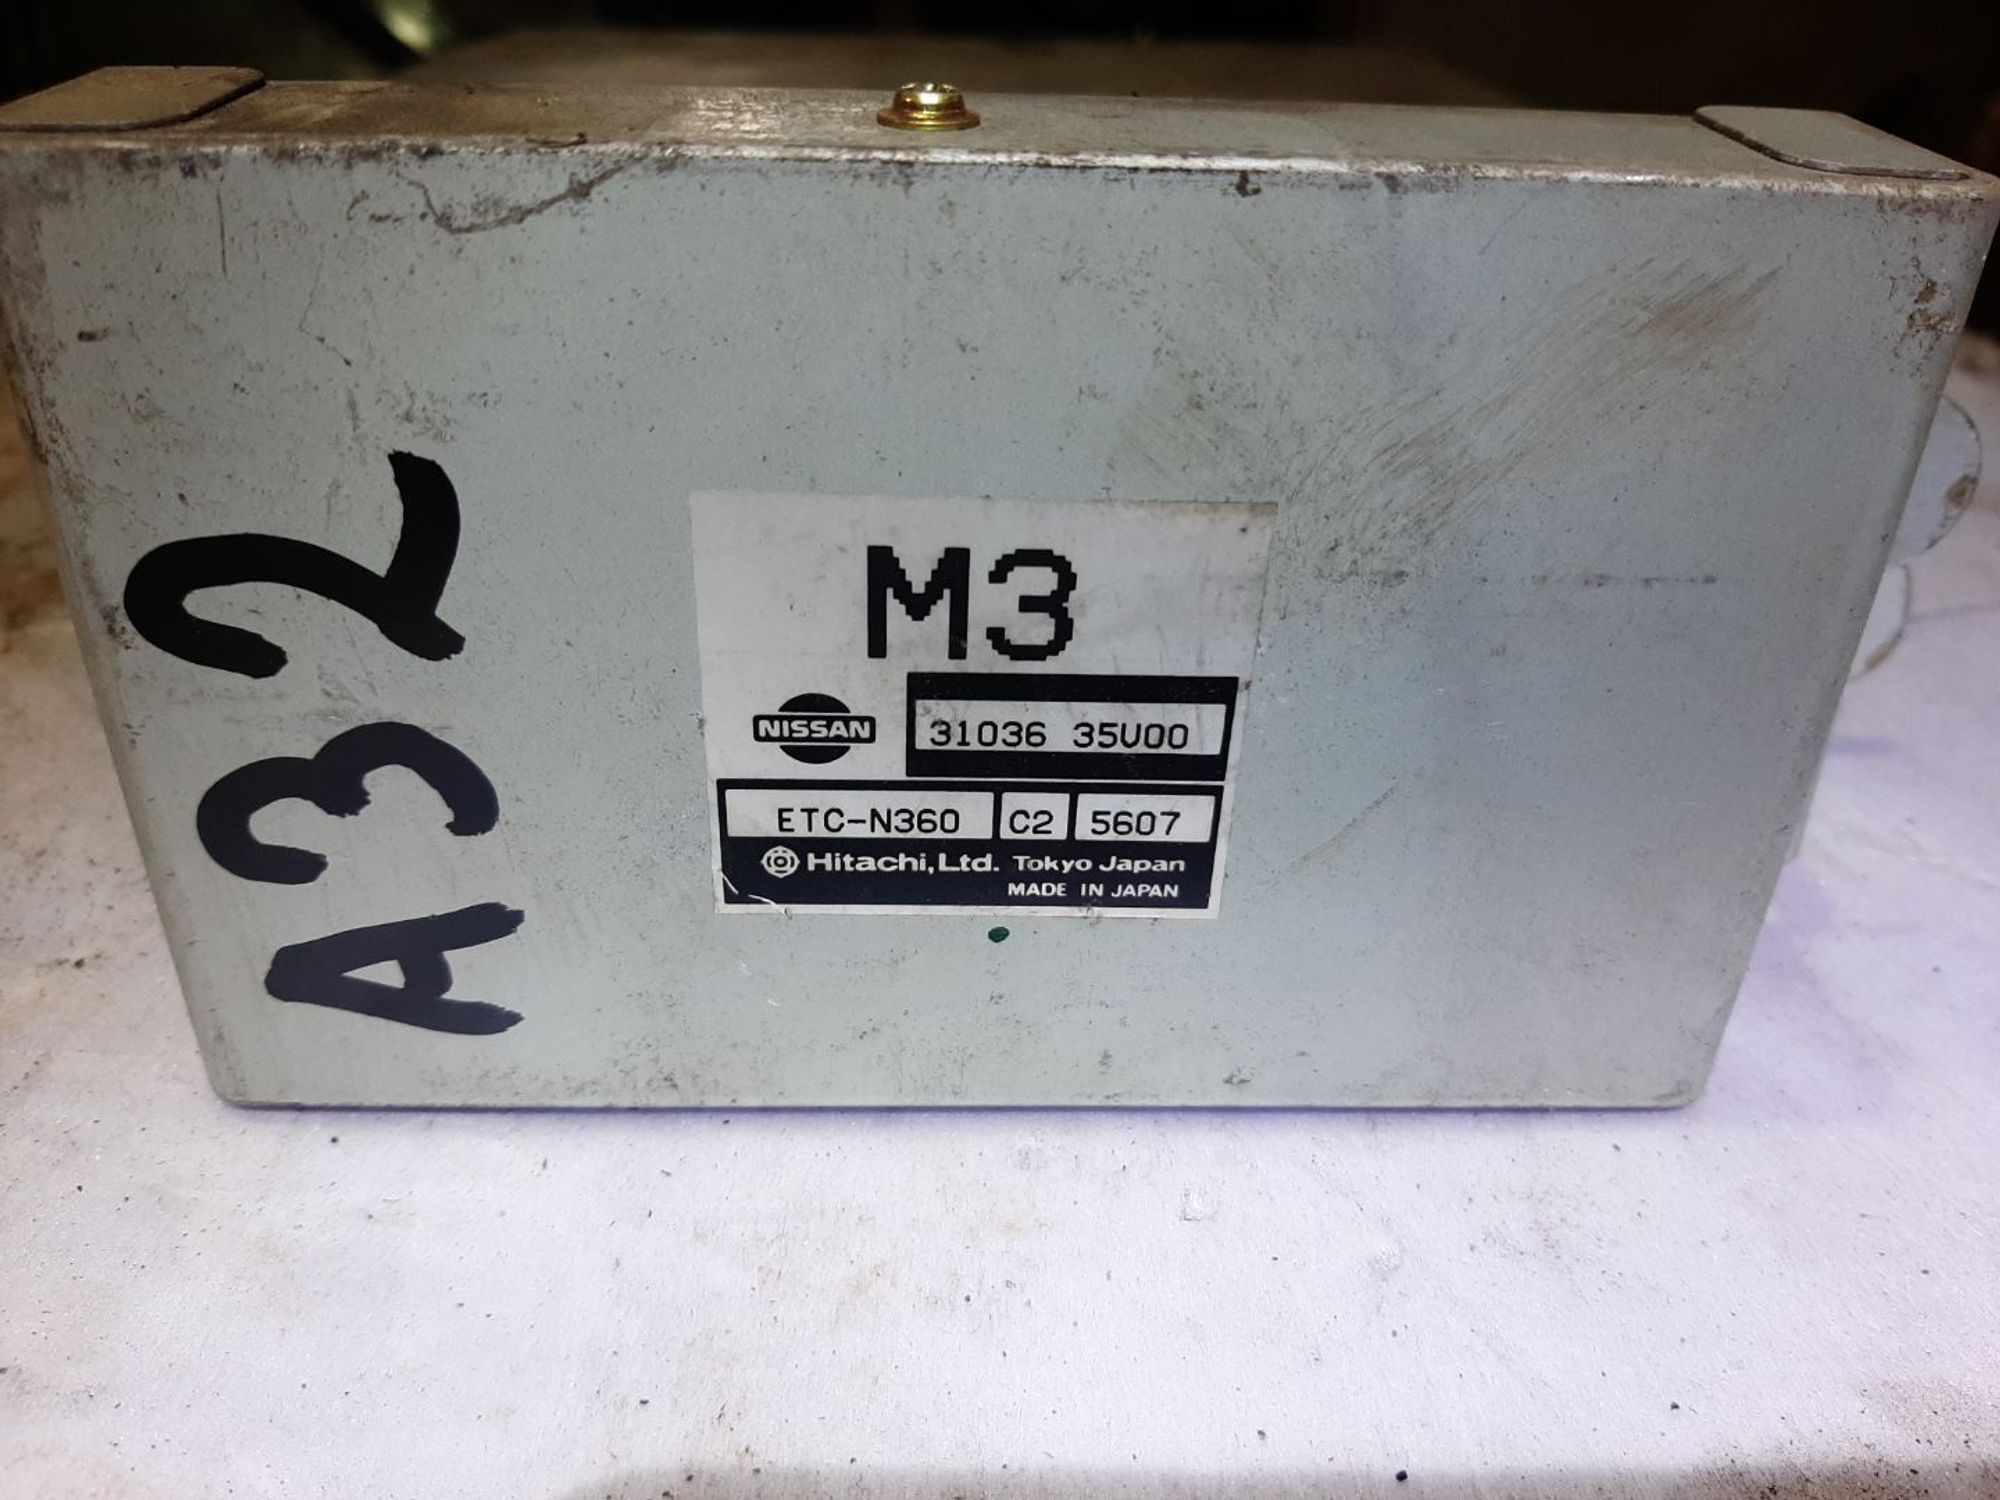 A32
M3
NISSAN
31036 35U00
ETC-N360 C2 5607
Hitachi, Ltd. Tokyo Japan
MADE IN JAPAN